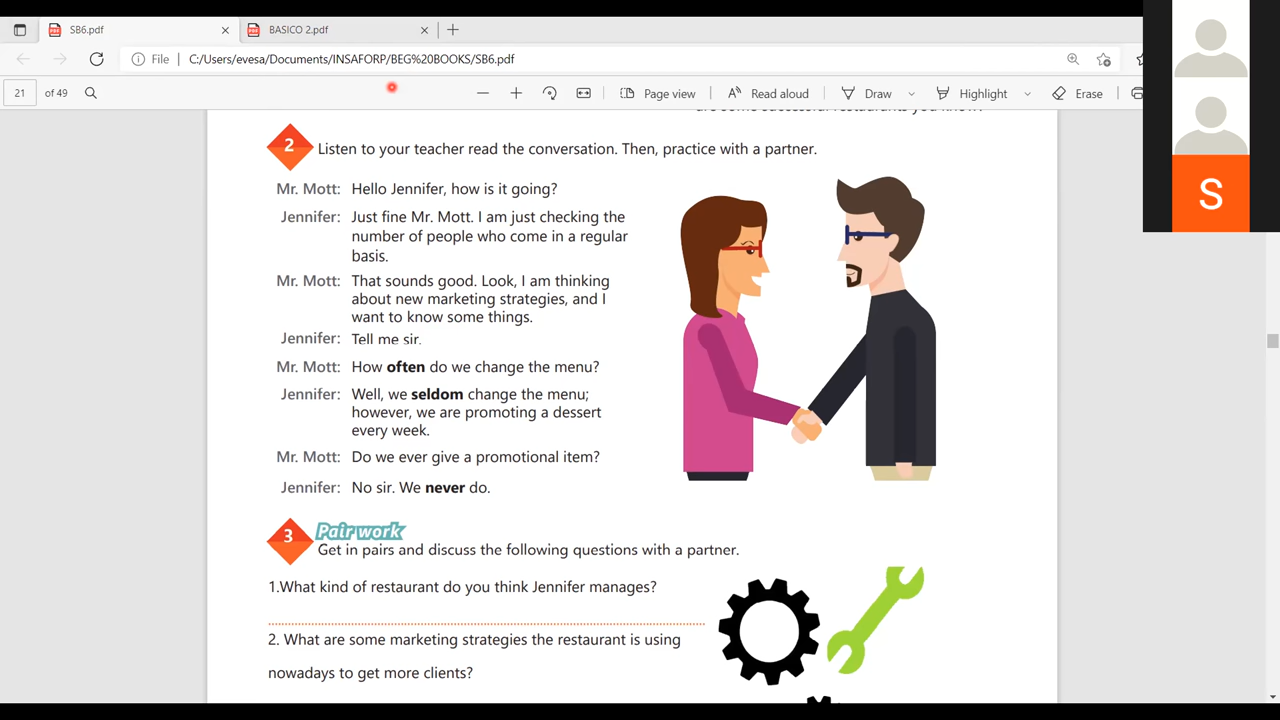 SB6.pdf
BASICO 2.pdf
File
C:/Users/evesa/Documents/INSAFORP/BEG%20BOOKS/SB6.pdf
21
of 49
Page view
Read aloud
Draw
Highlight
Erase
S
are some successful restaurants you know?
2
Listen to your teacher read the conversation. Then, practice with a partner.
Mr. Mott: Hello Jennifer, how is it going?
Jennifer: Just fine Mr. Mott. I am just checking the
number of people who come in a regular
basis.
Mr. Mott: That sounds good. Look, I am thinking
about new marketing strategies, and I
want to know some things.
Jennifer: Tell me sir.
Mr. Mott: How often do we change the menu?
Jennifer: Well, we seldom change the menu;
however, we are promoting a dessert
every week.
Mr. Mott: Do we ever give a promotional item?
Jennifer: No sir. We never do.
3
Pair work
Get in pairs and discuss the following questions with a partner.
1.What kind of restaurant do you think Jennifer manages?
2. What are some marketing strategies the restaurant is using
nowadays to get more clients?